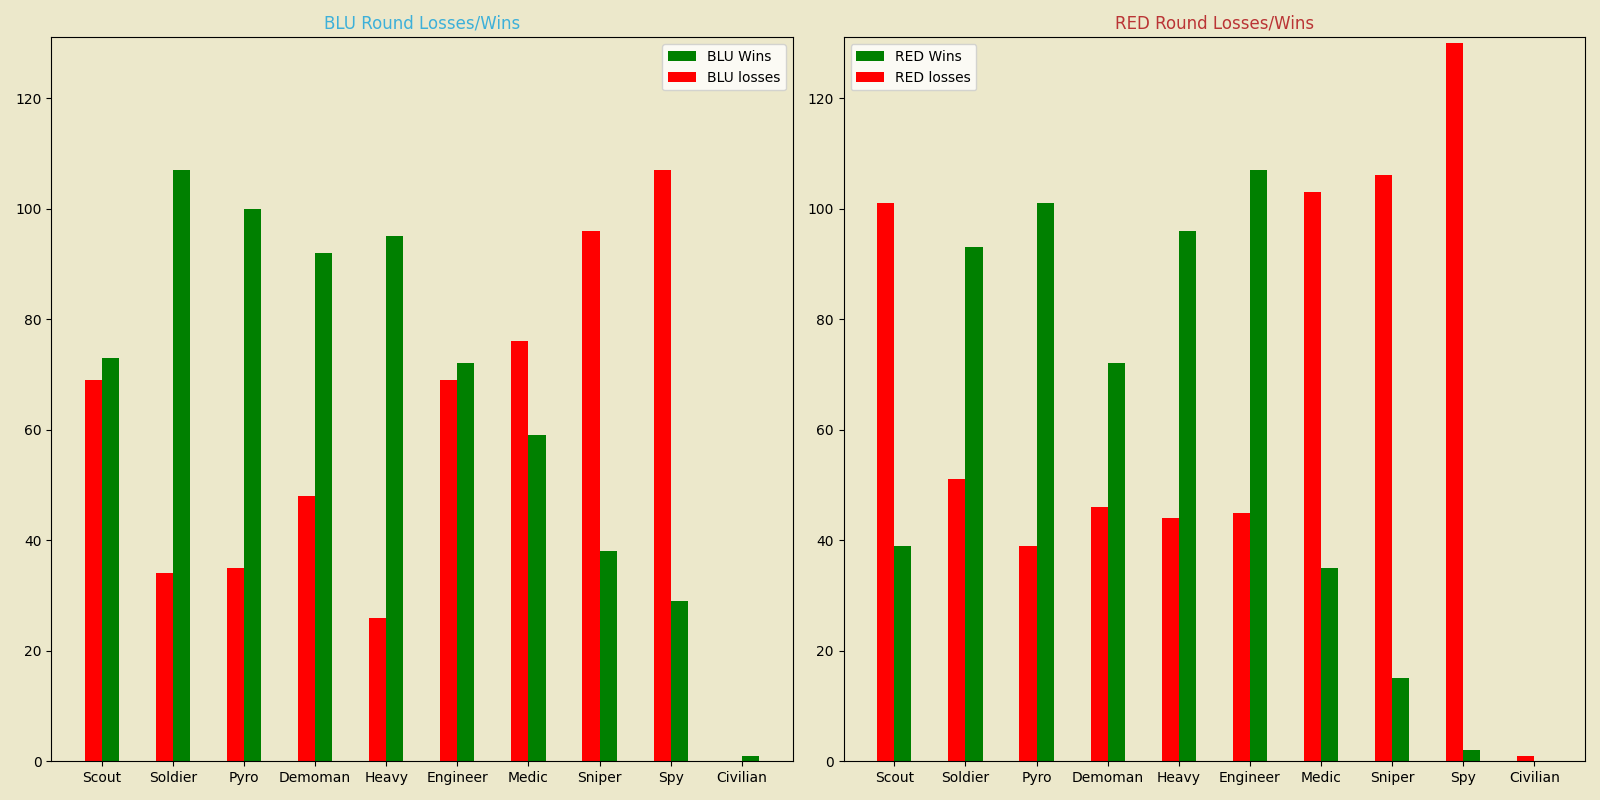 BLU Round Losses/Wins
BLU Wins
BLU losses
120
100
80
60
40
20
0
Scout Soldier Pyro Demoman Heavy Engineer Medic Sniper Spy Civilian
RED Round Losses/Wins
RED Wins
RED losses
120
100
80
60
40
20
0
Scout Soldier Pyro Demoman Heavy Engineer Medic Sniper Spy Civilian